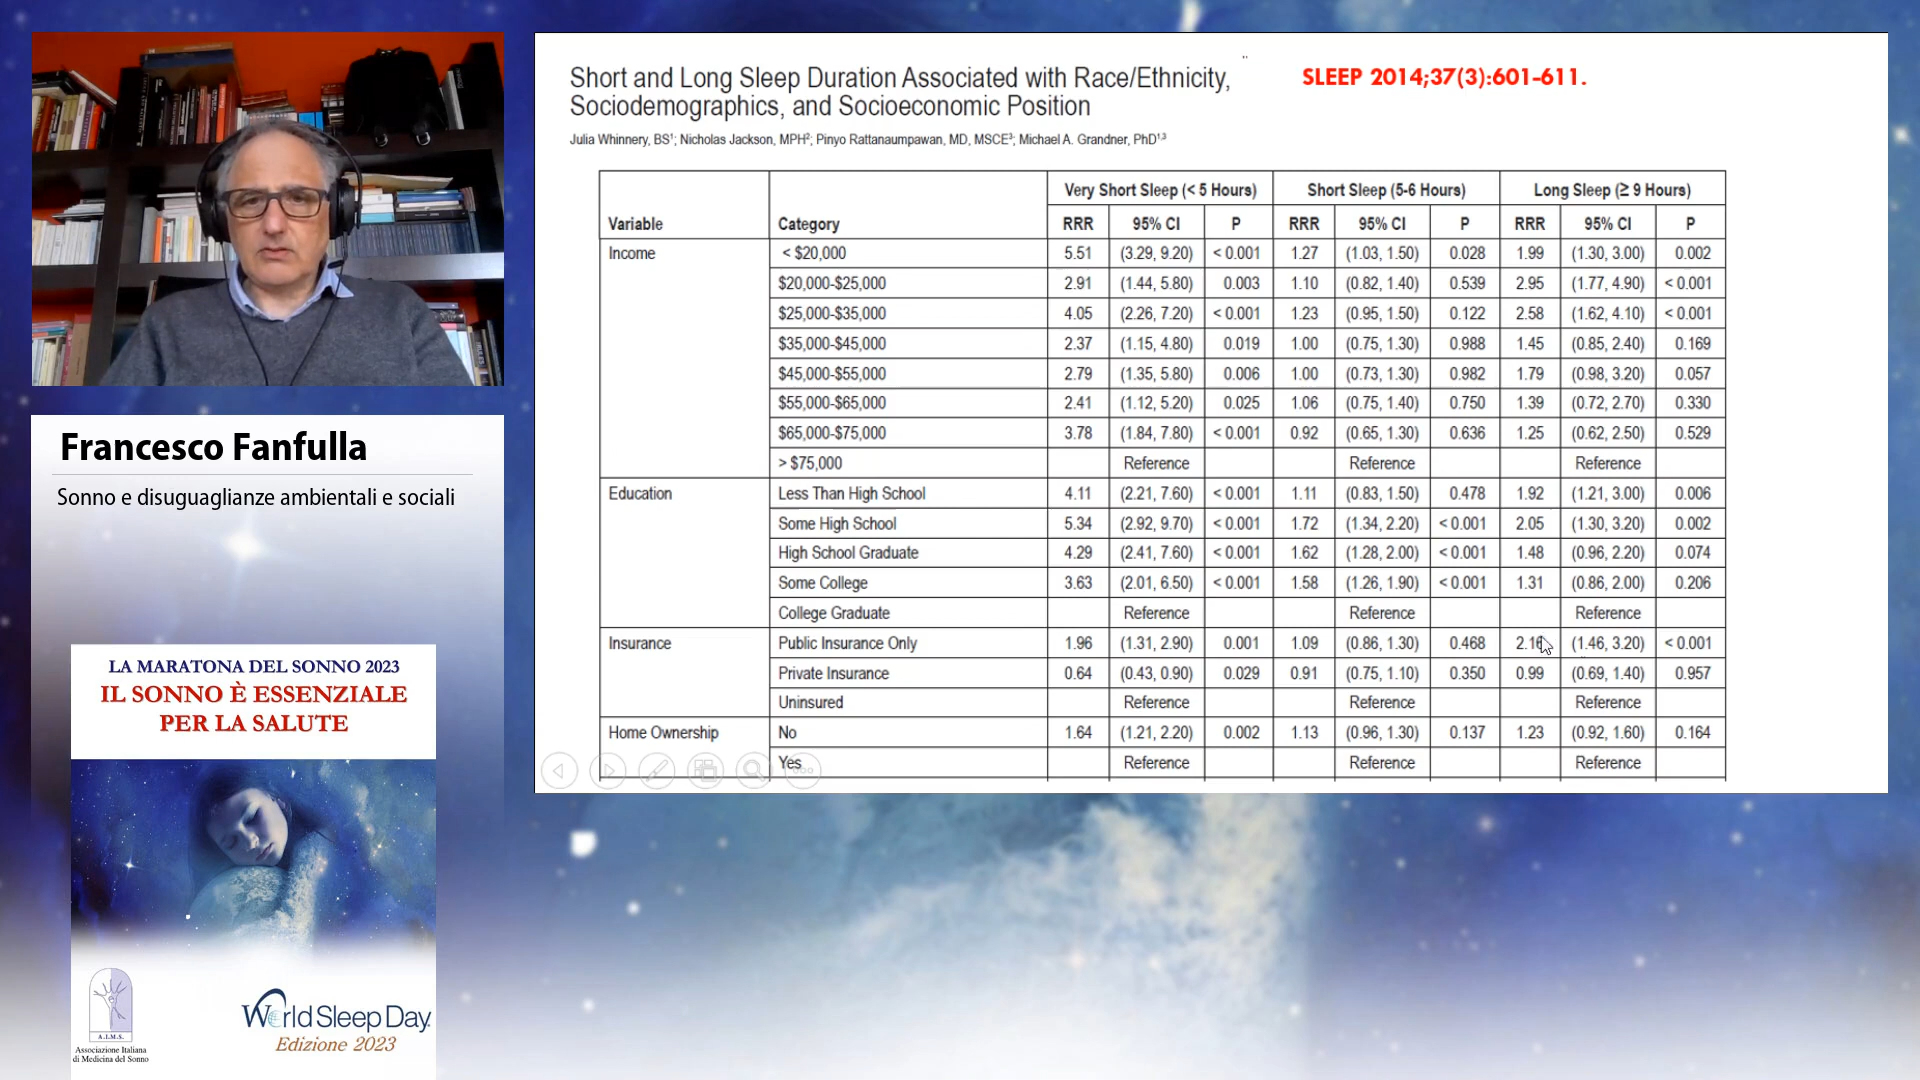 Short and Long Sleep Duration Associated with Race/Ethnicity,
Sociodemographics, and Socioeconomic Position
SLEEP 2014;37(3):601-611.
Julia Whinnery, BS¹; Nicholas Jackson, MPH²; Pinyo Rattanaumpawan, MD, MSCE³; Michael A. Grandner, PhD¹,³
Very Short Sleep (< 5 Hours) Short Sleep (5-6 Hours) Long Sleep (≥ 9 Hours)
Variable Category RRR 95% CI P RRR 95% CI P RRR 95% CI P
Income < $20,000 5.51 (3.29, 9.20) < 0.001 1.27 (1.03, 1.50) 0.028 1.99 (1.30, 3.00) 0.002
$20,000-$25,000 2.91 (1.44, 5.80) 0.003 1.10 (0.82, 1.40) 0.539 2.95 (1.77, 4.90) < 0.001
$25,000-$35,000 4.05 (2.26, 7.20) < 0.001 1.23 (0.95, 1.50) 0.122 2.58 (1.62, 4.10) < 0.001
$35,000-$45,000 2.37 (1.15, 4.80) 0.019 1.00 (0.75, 1.30) 0.988 1.45 (0.85, 2.40) 0.169
$45,000-$55,000 2.79 (1.35, 5.80) 0.006 1.00 (0.73, 1.30) 0.982 1.79 (0.98, 3.20) 0.057
$55,000-$65,000 2.41 (1.12, 5.20) 0.025 1.06 (0.75, 1.40) 0.750 1.39 (0.72, 2.70) 0.330
$65,000-$75,000 3.78 (1.84, 7.80) < 0.001 0.92 (0.65, 1.30) 0.636 1.25 (0.62, 2.50) 0.529
> $75,000 Reference Reference Reference
Education Less Than High School 4.11 (2.21, 7.60) < 0.001 1.11 (0.83, 1.50) 0.478 1.92 (1.21, 3.00) 0.006
Some High School 5.34 (2.92, 9.70) < 0.001 1.72 (1.34, 2.20) < 0.001 2.05 (1.30, 3.20) 0.002
High School Graduate 4.29 (2.41, 7.60) < 0.001 1.62 (1.28, 2.00) < 0.001 1.48 (0.96, 2.20) 0.074
Some College 3.63 (2.01, 6.50) < 0.001 1.58 (1.26, 1.90) < 0.001 1.31 (0.86, 2.00) 0.206
College Graduate Reference Reference Reference
Insurance Public Insurance Only 1.96 (1.31, 2.90) 0.001 1.09 (0.86, 1.30) 0.468 (1.46, 3.20) < 0.001
Private Insurance 0.64 (0.43, 0.90) 0.029 0.91 (0.75, 1.10) 0.350 0.99 (0.69, 1.40) 0.957
Uninsured Reference Reference Reference
Home Ownership No 1.64 (1.21, 2.20) 0.002 1.13 (0.96, 1.30) 0.137 1.23 (0.92, 1.60) 0.164
Yes Reference Reference Reference
Francesco Fanfulla
Sonno e disuguaglianze ambientali e sociali
LA MARATONA DEL SONNO 2023
IL SONNO È ESSENZIALE
PER LA SALUTE
A.I.M.S.
Associazione Italiana
di Medicina del Sonno
World Sleep Day
Edizione 2023